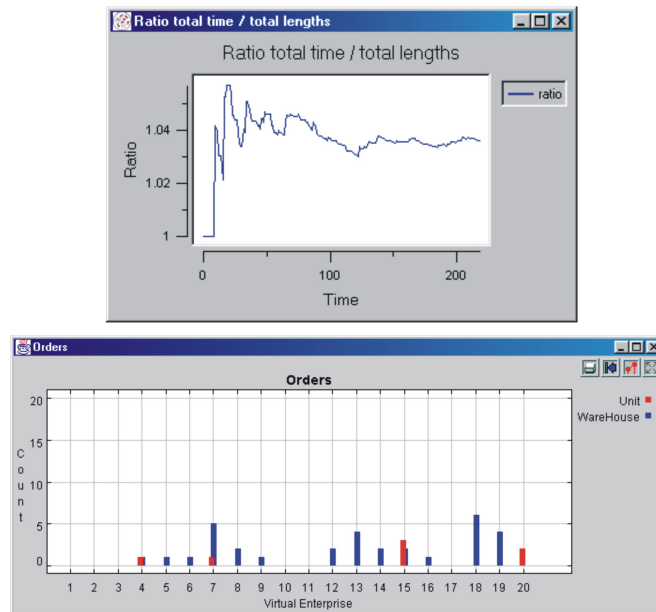 Ratio total time / total lengths
Ratio total time / total lengths
ratio
1.04
1.02
1
Ratio
0 100 200
Time
Orders
Orders
Unit
WareHouse
20
15
10
5
0
Count
1 2 3 4 5 6 7 8 9 10 11 12 13 14 15 16 17 18 19 20
Virtual Enterprise